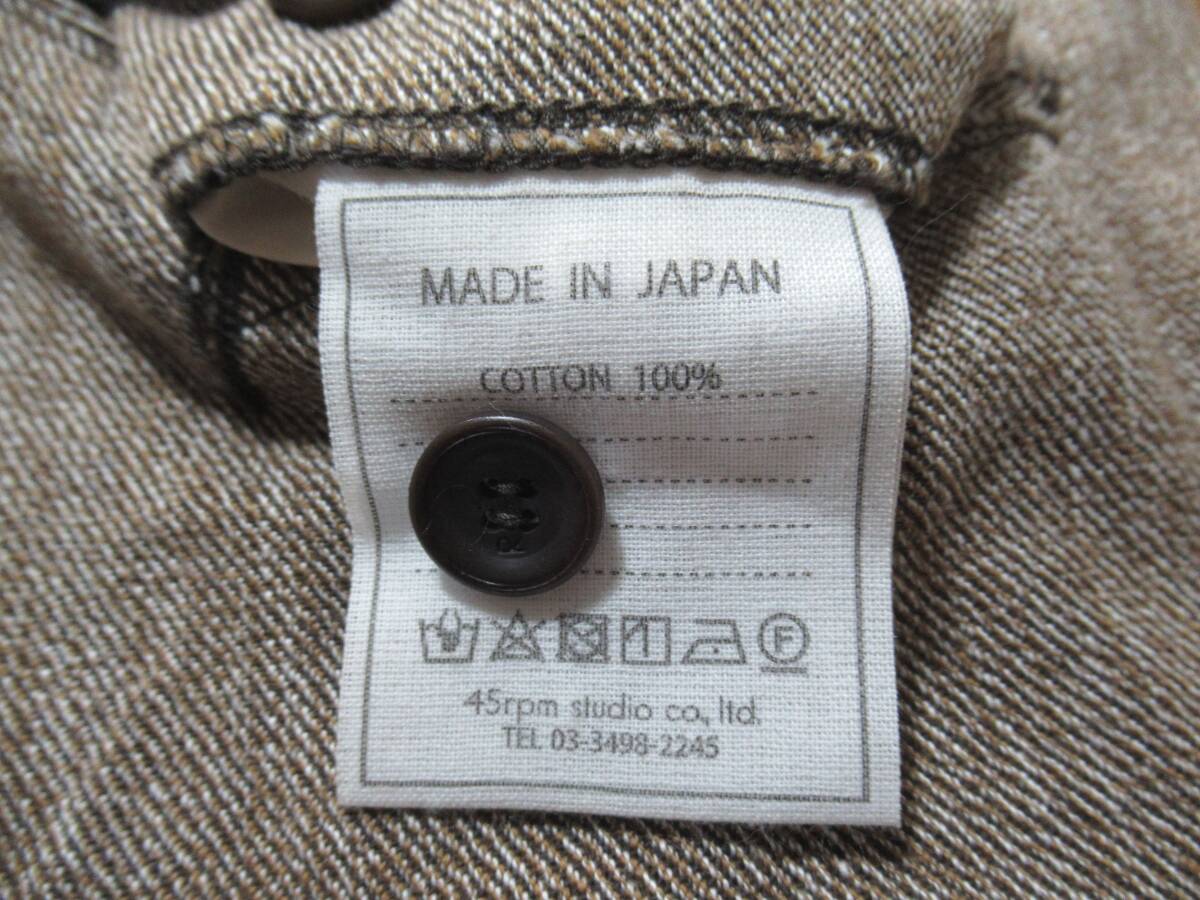 MADE IN JAPAN
COTTON 100%
F
45rpm studio co., ltd.
TEL 03-3498-2245